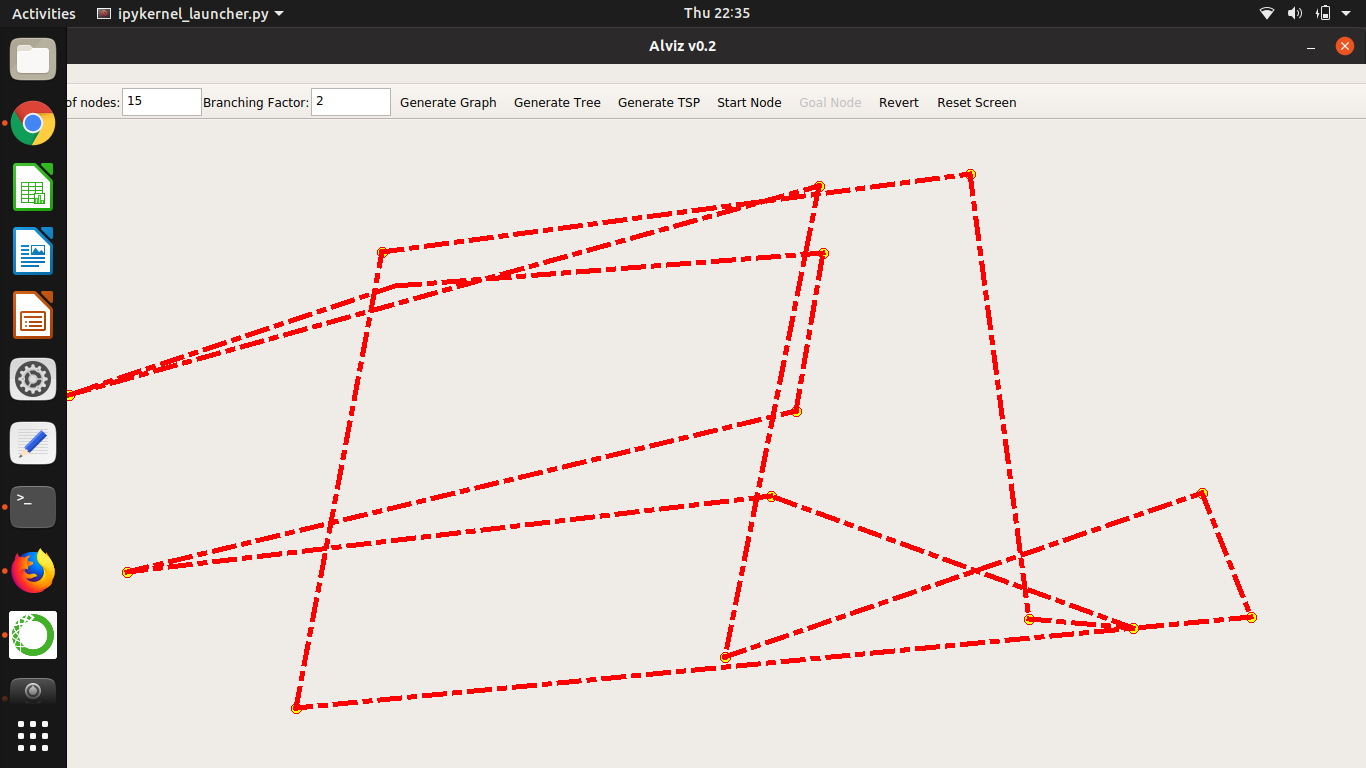 Activities ipykernel_launcher.py Thu 22:35
Alviz v0.2
of nodes: 15 Branching Factor: 2 Generate Graph Generate Tree Generate TSP Start Node Goal Node Revert Reset Screen
>_